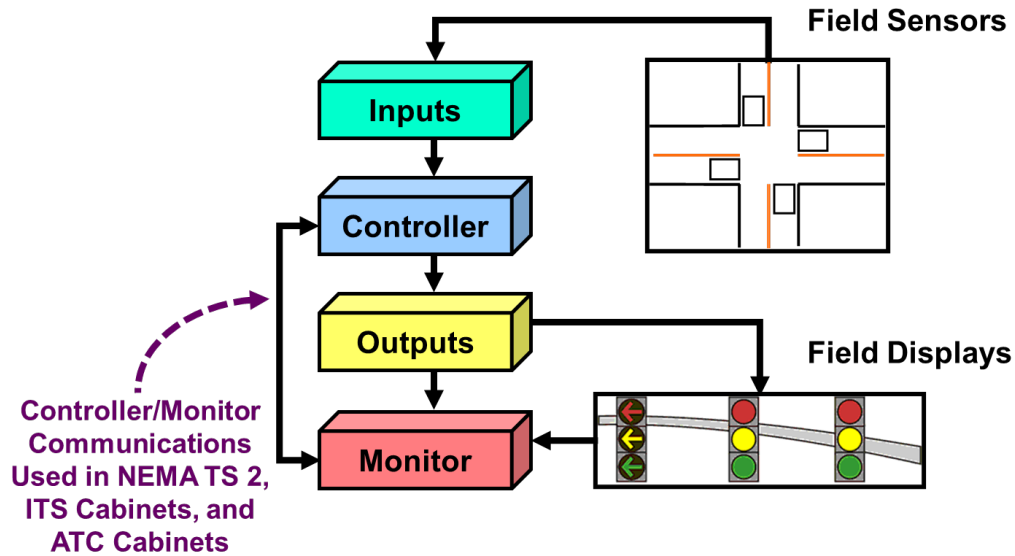 Field Sensors
Inputs
Controller
Outputs
Field Displays
Monitor
Controller/Monitor
Communications
Used in NEMA TS 2,
ITS Cabinets, and
ATC Cabinets